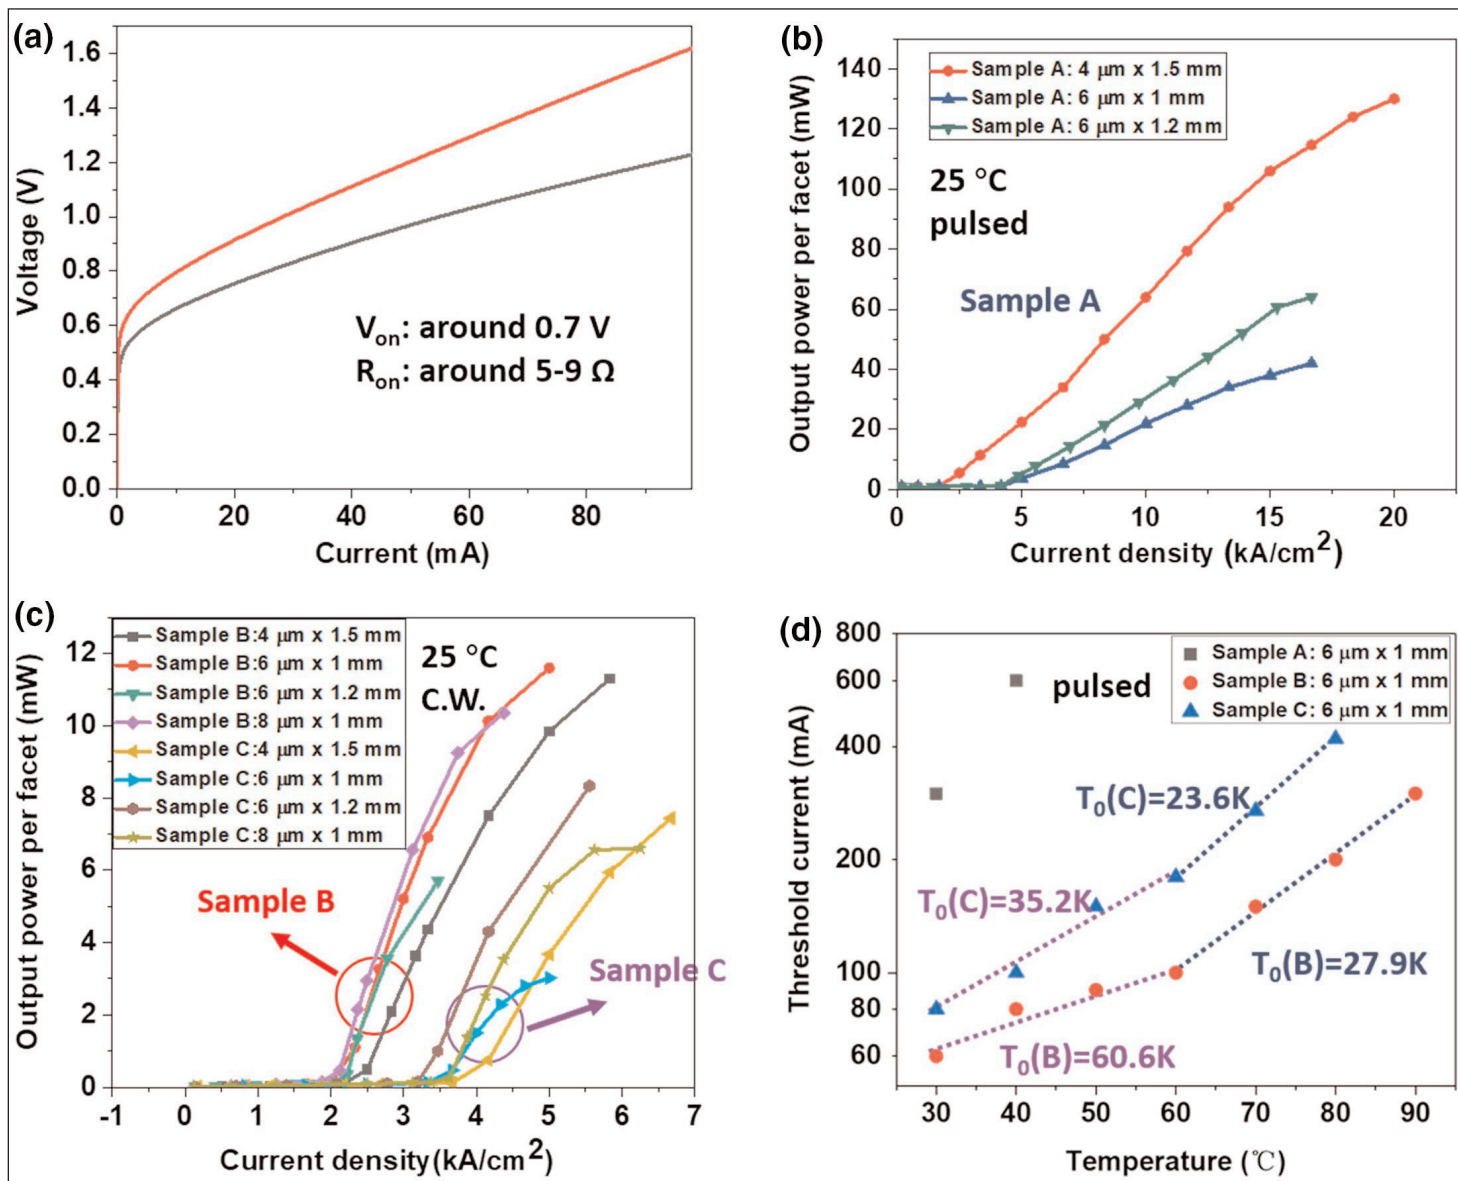 (a)
Voltage (V)
1.6
1.4
1.2
1.0
0.8
0.6
0.4
0.2
0.0
V_on: around 0.7 V
R_on: around 5-9 Ω
0 20 40 60 80
Current (mA)
(b)
Output power per facet (mW)
140
120
100
80
60
40
20
0
Sample A: 4 μm x 1.5 mm
Sample A: 6 μm x 1 mm
Sample A: 6 μm x 1.2 mm
25 °C
pulsed
Sample A
0 5 10 15 20
Current density (kA/cm²)
(c)
Output power per facet (mW)
12
10
8
6
4
2
0
Sample B:4 μm x 1.5 mm
Sample B:6 μm x 1 mm
Sample B:6 μm x 1.2 mm
Sample B:8 μm x 1 mm
Sample C:4 μm x 1.5 mm
Sample C:6 μm x 1 mm
Sample C:6 μm x 1.2 mm
Sample C:8 μm x 1 mm
25 °C
C.W.
Sample B
Sample C
-1 0 1 2 3 4 5 6 7
Current density(kA/cm²)
(d)
Threshold current (mA)
800
600
400
200
100
80
60
pulsed
Sample A: 6 μm x 1 mm
Sample B: 6 μm x 1 mm
Sample C: 6 μm x 1 mm
T₀(C)=23.6K
T₀(C)=35.2K
T₀(B)=27.9K
T₀(B)=60.6K
30 40 50 60 70 80 90
Temperature (℃)